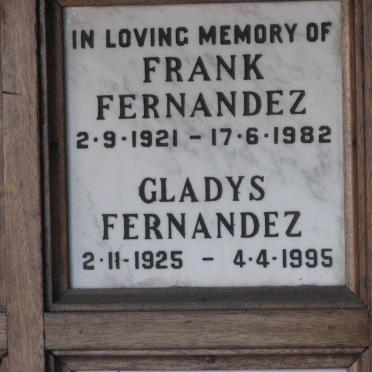 IN LOVING MEMORY OF
FRANK
FERNANDEZ
2·9·1921 – 17·6·1982
GLADYS
FERNANDEZ
2·11·1925 – 4·4·1995